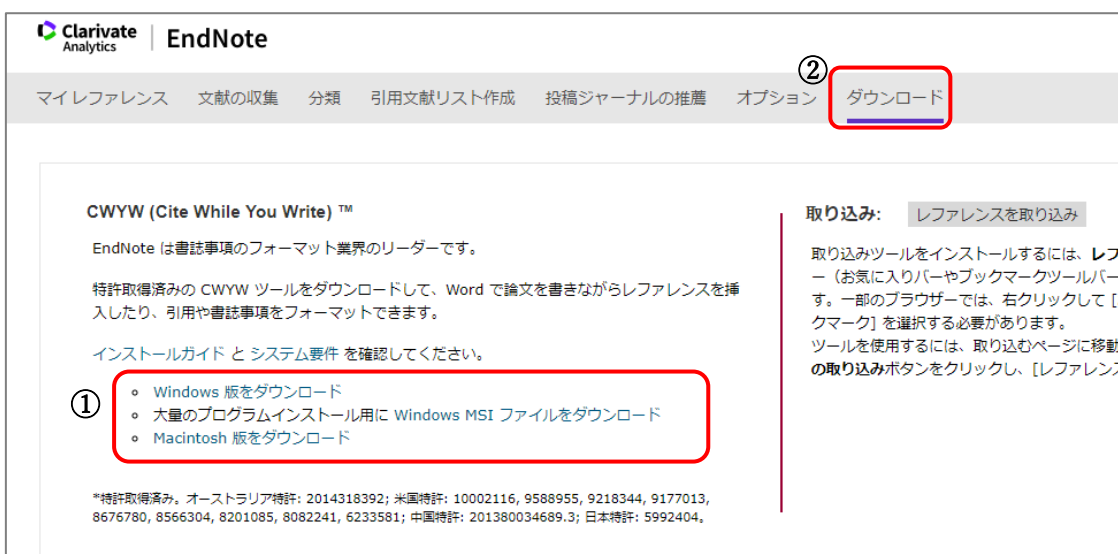 Clarivate
Analytics
EndNote
②
マイ レファレンス 文献の収集 分類 引用文献リスト作成 投稿ジャーナルの推薦 オプション ダウンロード
CWYW (Cite While You Write) ™
EndNote は書誌事項のフォーマット業界のリーダーです。
特許取得済みの CWYW ツールをダウンロードして、Word で論文を書きながらレファレンスを挿
入したり、引用や書誌事項をフォーマットできます。
インストールガイド と システム要件 を確認してください。
①
Windows 版をダウンロード
大量のプログラムインストール用に Windows MSI ファイルをダウンロード
Macintosh 版をダウンロード
*特許取得済み。オーストラリア特許: 2014318392; 米国特許: 10002116, 9588955, 9218344, 9177013,
8676780, 8566304, 8201085, 8082241, 6233581; 中国特許: 201380034689.3; 日本特許: 5992404。
取り込み: レファレンスを取り込み
取り込みツールをインストールするには、レフ
ー（お気に入りバーやブックマークツールバー
す。一部のブラウザーでは、右クリックして [
クマーク] を選択する必要があります。
ツールを使用するには、取り込むページに移動
の取り込みボタンをクリックし、[レファレンス